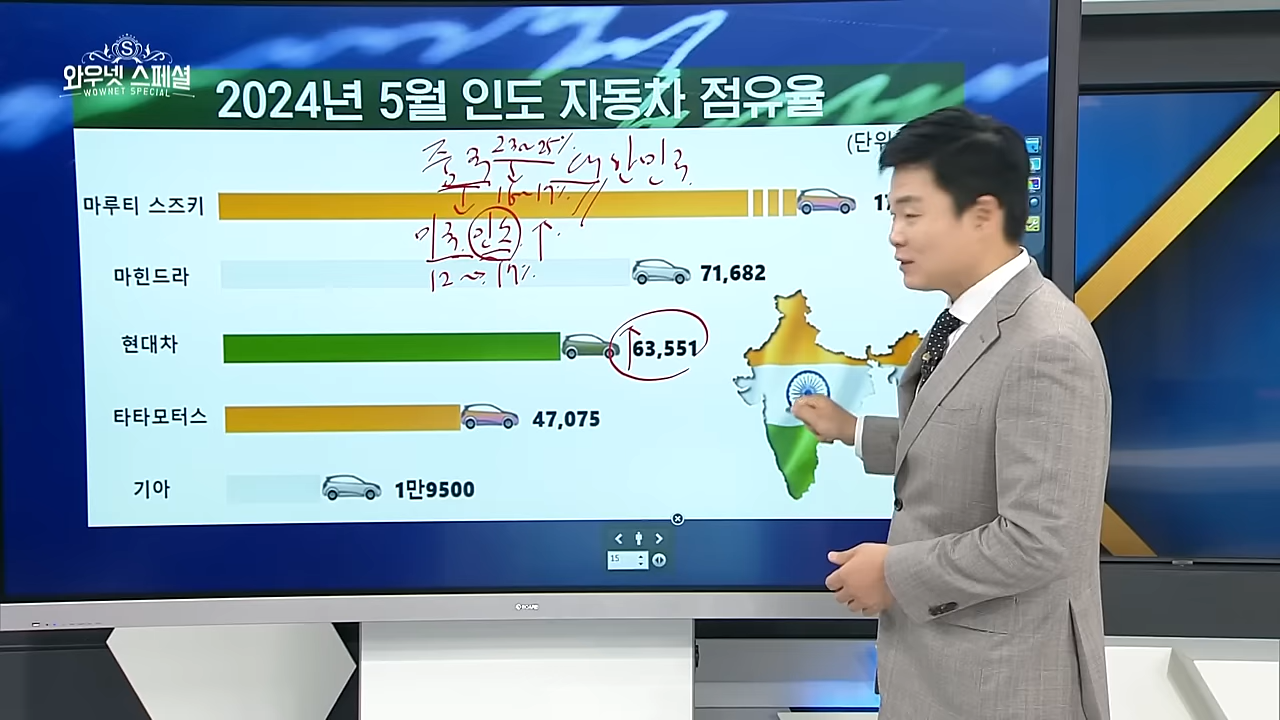 와우넷 스페셜
WOWNET SPECIAL
2024년 5월 인도 자동차 점유율
(단위
중국 23~25% 대한민국
16~17%
마루티 스즈키
미국 인도
12 17%
마힌드라 71,682
현대차 63,551
타타모터스 47,075
기아 1만9500
15